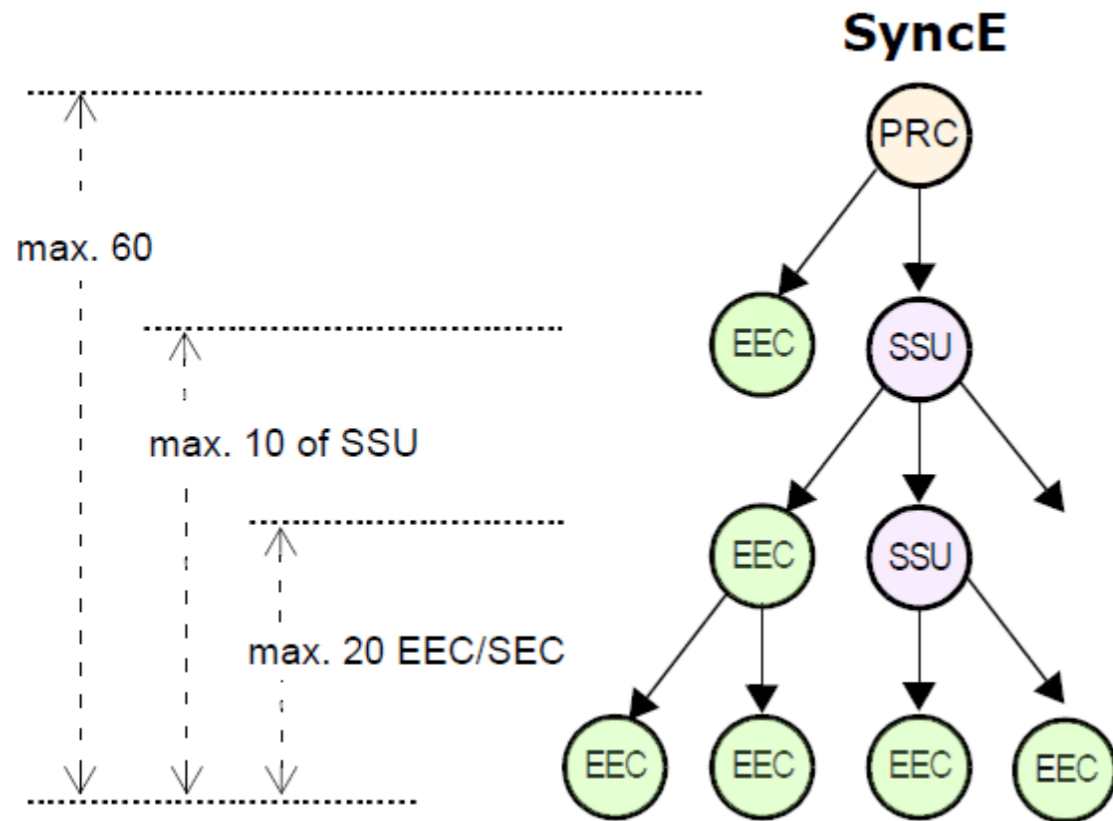 SyncE
PRC
max. 60
EEC
SSU
max. 10 of SSU
EEC
SSU
max. 20 EEC/SEC
EEC
EEC
EEC
EEC